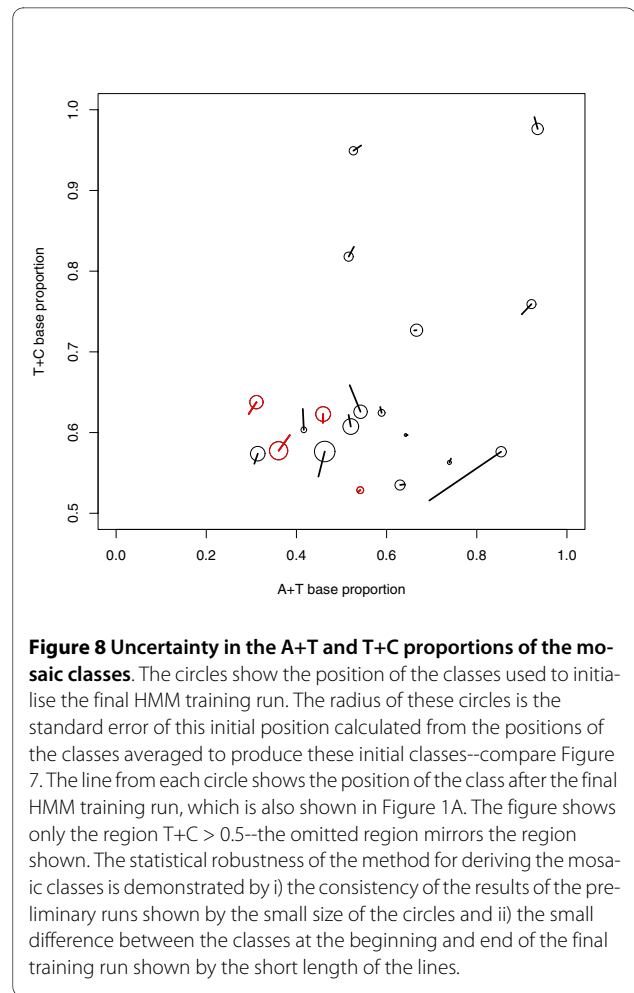 1.0
0.9
0.8
0.7
0.6
0.5
T+C base proportion
0.0 0.2 0.4 0.6 0.8 1.0
A+T base proportion
Figure 8 Uncertainty in the A+T and T+C proportions of the mo-
saic classes. The circles show the position of the classes used to initia-
lise the final HMM training run. The radius of these circles is the
standard error of this initial position calculated from the positions of
the classes averaged to produce these initial classes--compare Figure
7. The line from each circle shows the position of the class after the final
HMM training run, which is also shown in Figure 1A. The figure shows
only the region T+C > 0.5--the omitted region mirrors the region
shown. The statistical robustness of the method for deriving the mosa-
ic classes is demonstrated by i) the consistency of the results of the pre-
liminary runs shown by the small size of the circles and ii) the small
difference between the classes at the beginning and end of the final
training run shown by the short length of the lines.